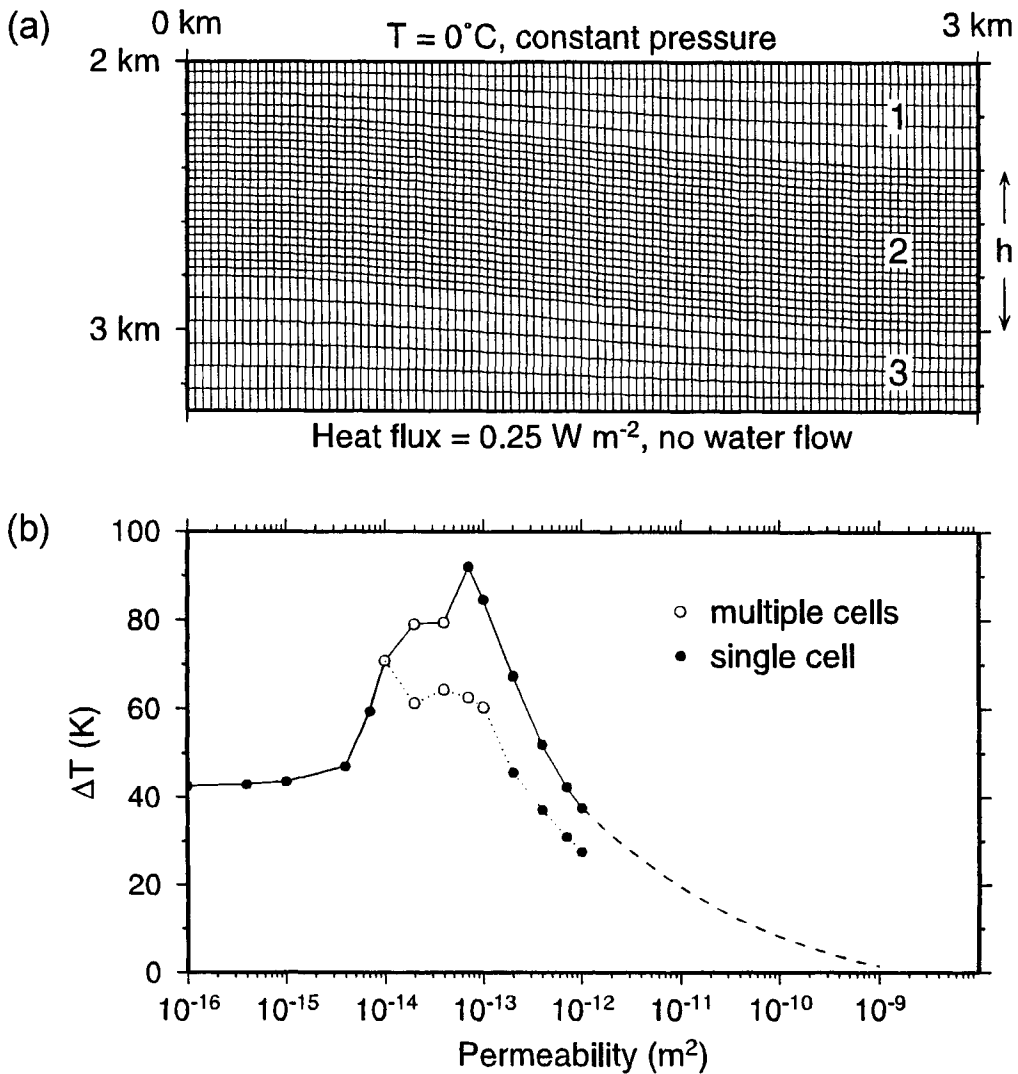 (a)
0 km
3 km
T = 0°C, constant pressure
2 km
1
h
2
3 km
3
Heat flux = 0.25 W m-2, no water flow
(b)
100
80
60
40
20
0
ΔT (K)
○ multiple cells
● single cell
10-16
10-15
10-14
10-13
10-12
10-11
10-10
10-9
Permeability (m2)